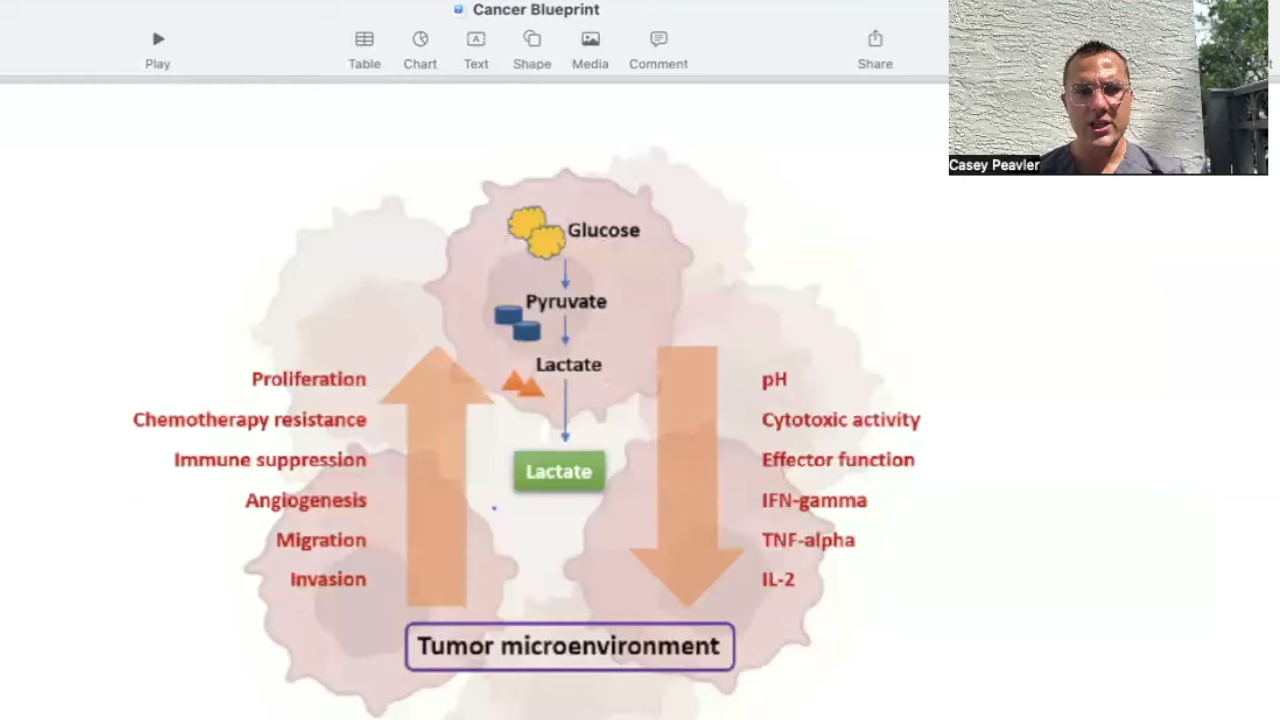 Cancer Blueprint
Play
Table
Chart
Text
Shape
Media
Comment
Share
Casey Peavler
Glucose
Pyruvate
Lactate
Lactate
Proliferation
Chemotherapy resistance
Immune suppression
Angiogenesis
Migration
Invasion
pH
Cytotoxic activity
Effector function
IFN-gamma
TNF-alpha
IL-2
Tumor microenvironment